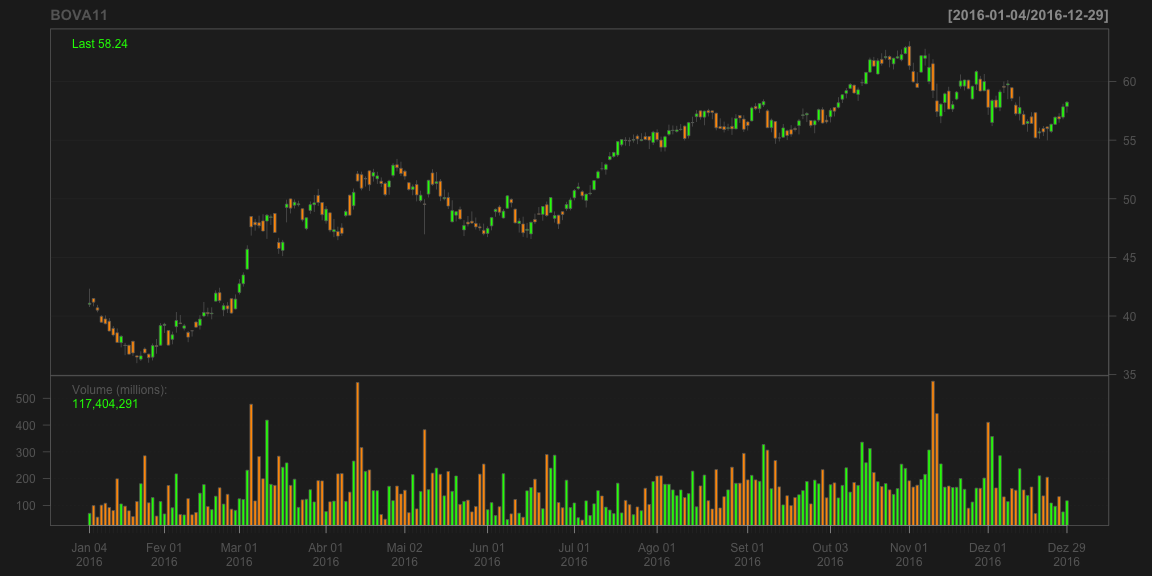 BOVA11
[2016-01-04/2016-12-29]
Last 58.24
60
55
50
45
40
35
Volume (millions):
117,404,291
500
400
300
200
100
Jan 04 Fev 01 Mar 01 Abr 01 Mai 02 Jun 01 Jul 01 Ago 01 Set 01 Out 03 Nov 01 Dez 01 Dez 29
2016 2016 2016 2016 2016 2016 2016 2016 2016 2016 2016 2016 2016